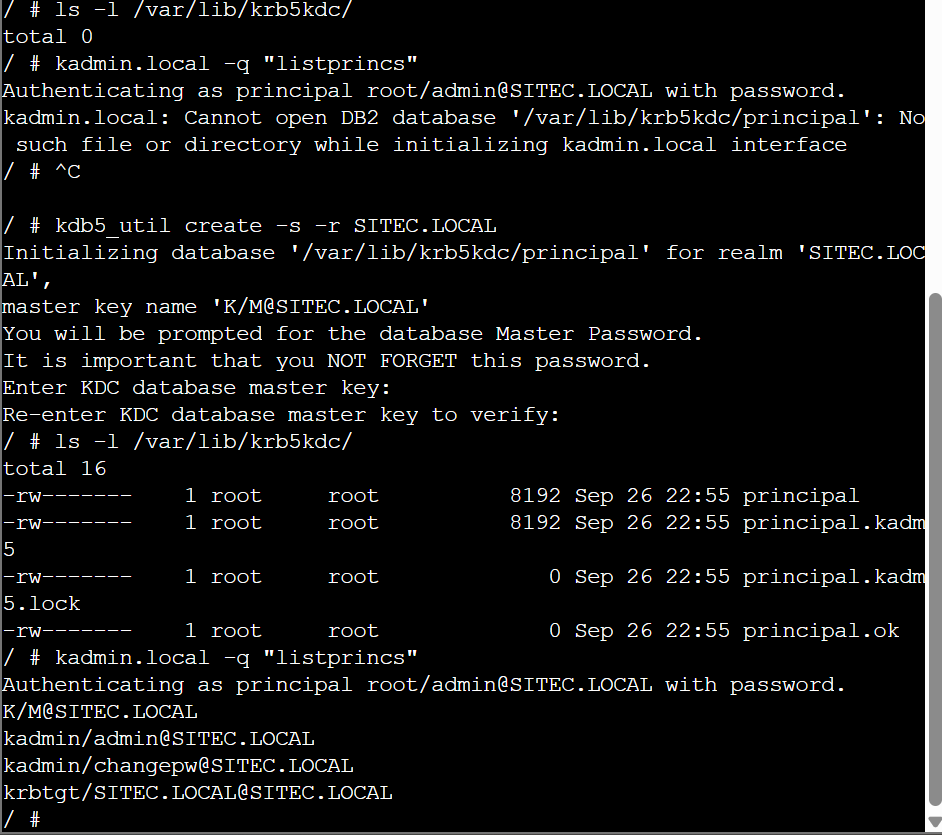 / # ls -l /var/lib/krb5kdc/
total 0
/ # kadmin.local -q "listprincs"
Authenticating as principal root/admin@SITEC.LOCAL with password.
kadmin.local: Cannot open DB2 database '/var/lib/krb5kdc/principal': No
 such file or directory while initializing kadmin.local interface
/ # ^C

/ # kdb5_util create -s -r SITEC.LOCAL
Initializing database '/var/lib/krb5kdc/principal' for realm 'SITEC.LOC
AL',
master key name 'K/M@SITEC.LOCAL'
You will be prompted for the database Master Password.
It is important that you NOT FORGET this password.
Enter KDC database master key:
Re-enter KDC database master key to verify:
/ # ls -l /var/lib/krb5kdc/
total 16
-rw-------    1 root     root          8192 Sep 26 22:55 principal
-rw-------    1 root     root          8192 Sep 26 22:55 principal.kadm
5
-rw-------    1 root     root             0 Sep 26 22:55 principal.kadm
5.lock
-rw-------    1 root     root             0 Sep 26 22:55 principal.ok
/ # kadmin.local -q "listprincs"
Authenticating as principal root/admin@SITEC.LOCAL with password.
K/M@SITEC.LOCAL
kadmin/admin@SITEC.LOCAL
kadmin/changepw@SITEC.LOCAL
krbtgt/SITEC.LOCAL@SITEC.LOCAL
/ #